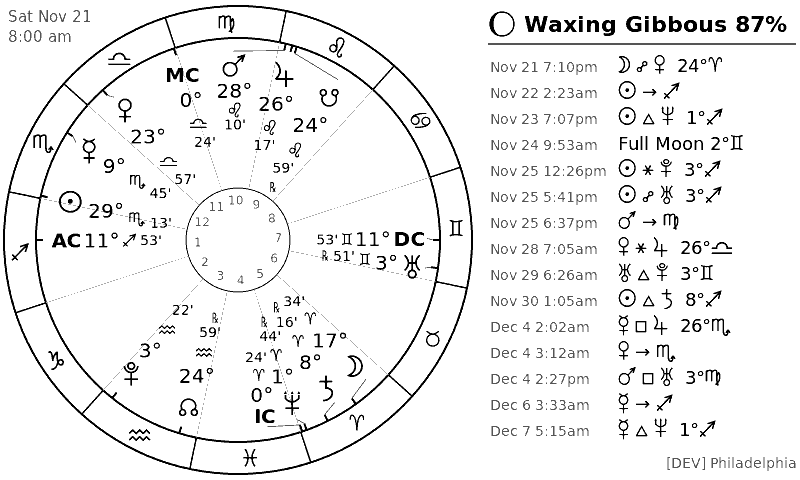 Sat Nov 21
8:00 am
♍
♎
♌
♏
♋
♐
♊
♑
♉
♒
♈
♓
MC 0° ♎ 24'
♂ 28° ♌ 10'
♃ 26° ♌ 17'
☋ 24° ♌ 59' ℞
♀ 23° ♎ 57'
☿ 9° ♏ 45'
☉ 29° ♏ 13'
AC 11° ♐ 53'
53' ♊ 11° DC
℞ 51' ♊ 3° ♅
10
11
9
12
8
1
7
2
6
3
5
4
22' ♒ 3° ⯓
℞ 59' ♒ 24° ☊
24' ♈ 0° IC
℞ 44' ♈ 1° ♆
℞ 16' ♈ 8° ♄
34' ♈ 17° ☽
Waxing Gibbous 87%
Nov 21 7:10pm ☽ ☍ ♀ 24°♈
Nov 22 2:23am ☉ → ♐
Nov 23 7:07pm ☉ △ ♆ 1°♐
Nov 24 9:53am Full Moon 2°♊
Nov 25 12:26pm ☉ ⚹ ⯓ 3°♐
Nov 25 5:41pm ☉ ☍ ♅ 3°♐
Nov 25 6:37pm ♂ → ♍
Nov 28 7:05am ♀ ⚹ ♃ 26°♎
Nov 29 6:26am ♅ △ ⯓ 3°♊
Nov 30 1:05am ☉ △ ♄ 8°♐
Dec 4 2:02am ☿ □ ♃ 26°♏
Dec 4 3:12am ♀ → ♏
Dec 4 2:27pm ♂ □ ♅ 3°♍
Dec 6 3:33am ☿ → ♐
Dec 7 5:15am ☿ △ ♆ 1°♐
[DEV] Philadelphia